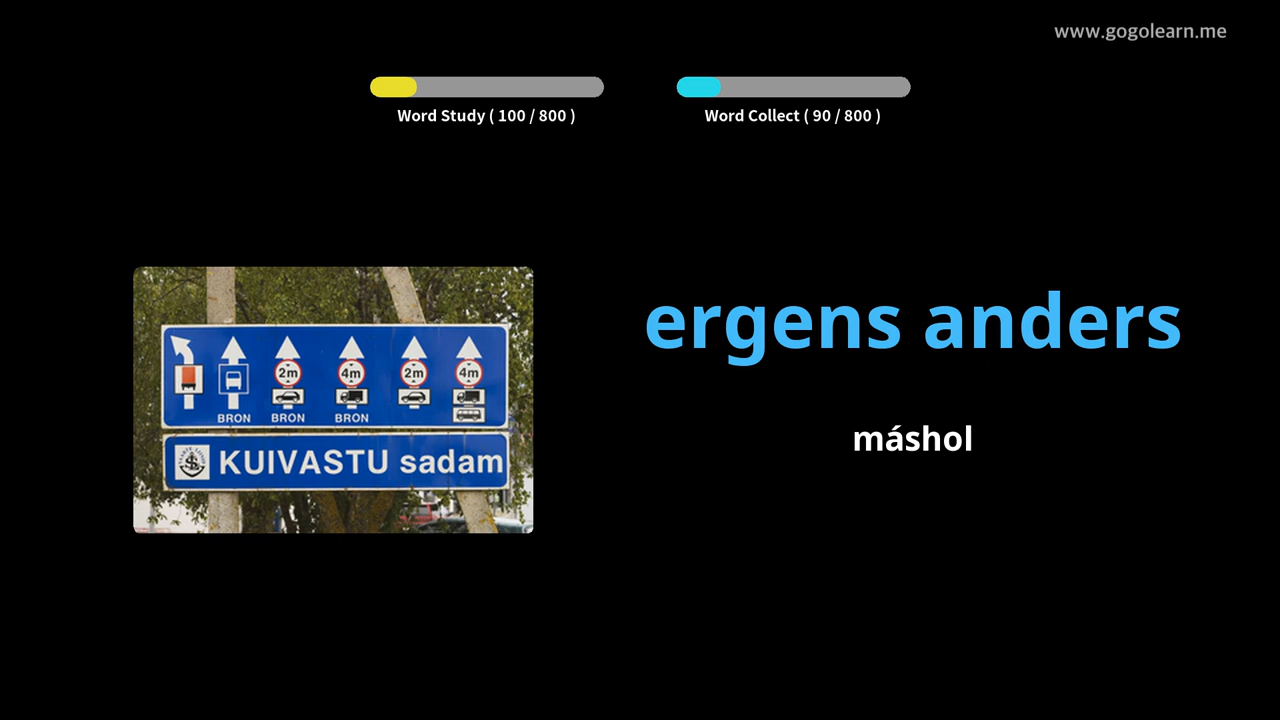 www.gogolearn.me
Word Study ( 100 / 800 )
Word Collect ( 90 / 800 )
ergens anders
máshol
2m 4m 2m 4m
BRON BRON BRON
KUIVASTU sadam